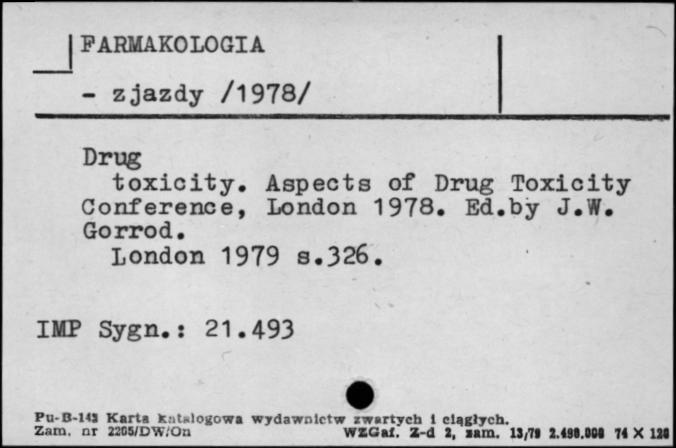 FARMAKOLOGIA
- zjazdy /1978/
Drug
toxicity. Aspects of Drug Toxicity
Conference, London 1978. Ed.by J.W.
Gorrod.
London 1979 s.326.
IMP Sygn.: 21.493
Pu-B-143 Karta katalogowa wydawnictw zwartych i ciągłych.
Zam. nr 2205/DW/On WZGaf. Z-d 2, zam. 13/79 2.498.000 74 X 120